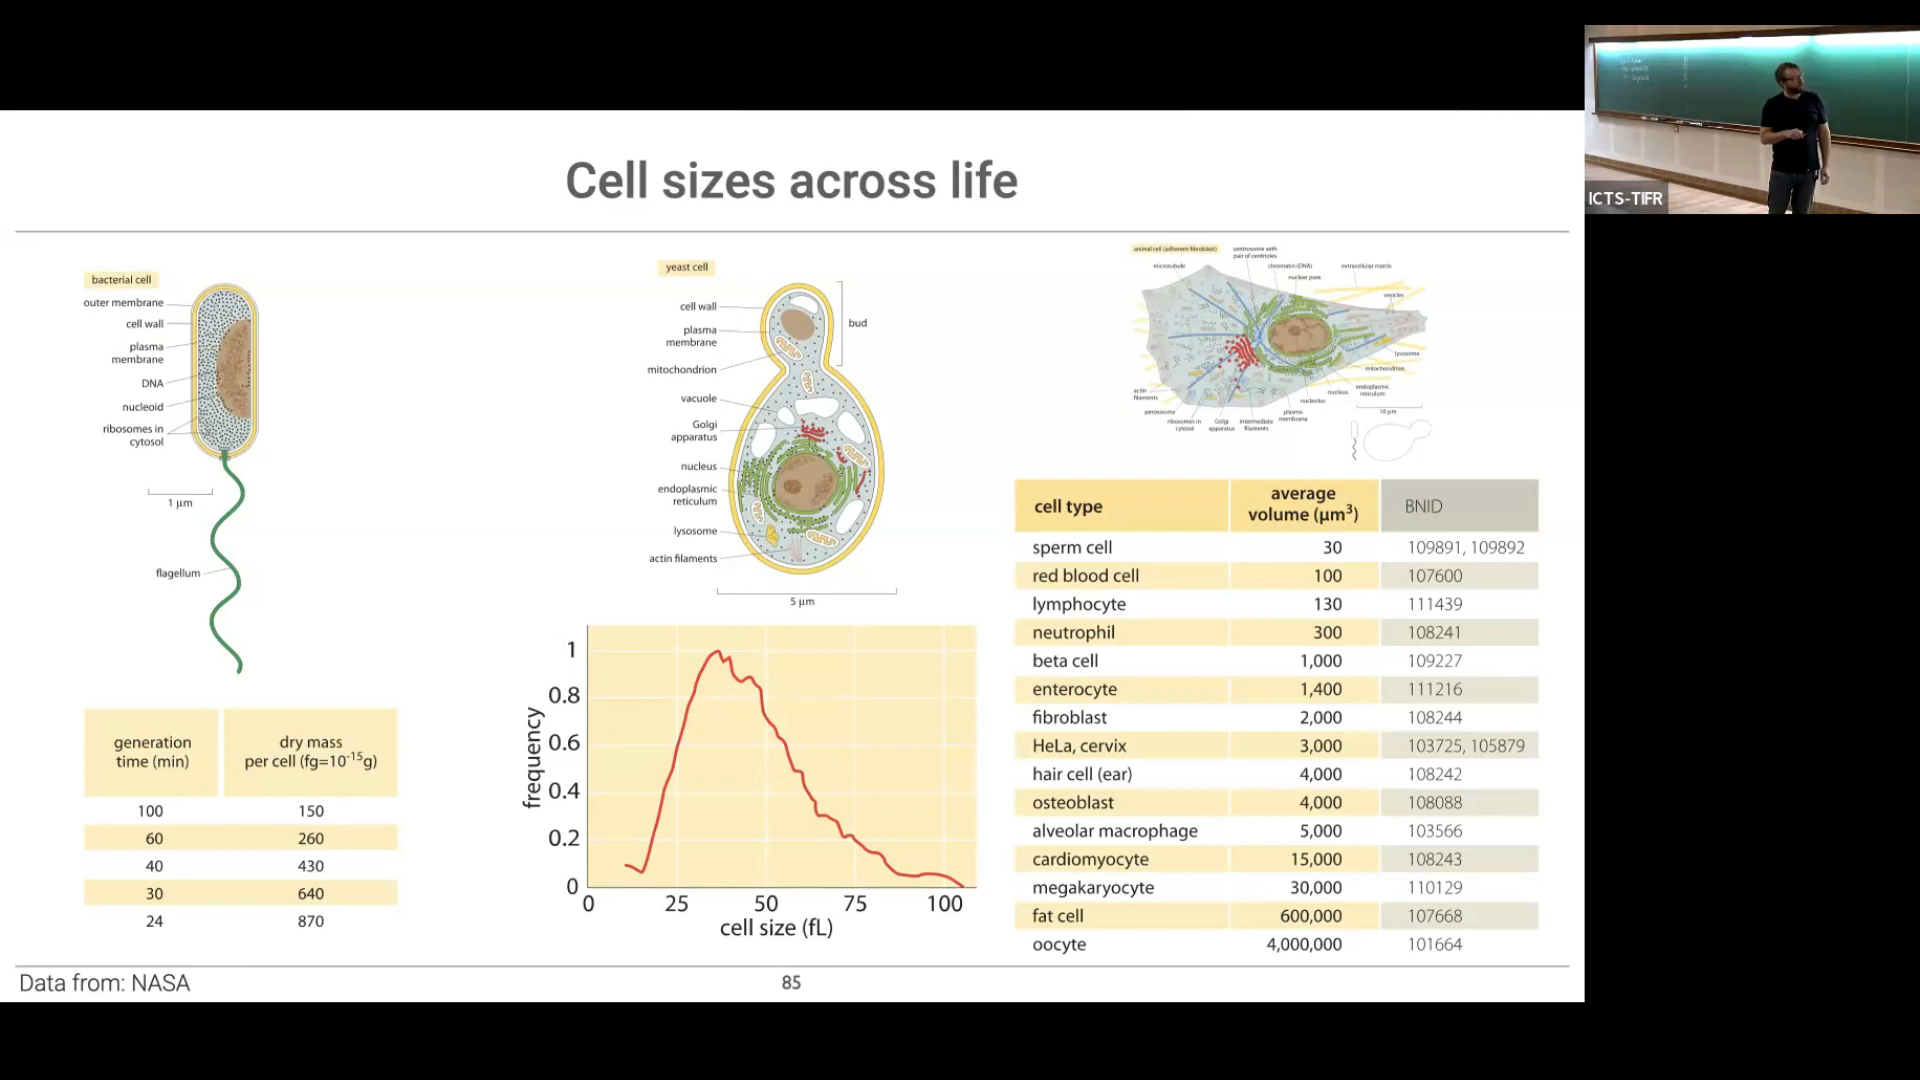 Cell sizes across life
ICTS-TIFR
bacterial cell
outer membrane
cell wall
plasma
membrane
DNA
nucleoid
ribosomes in
cytosol
1 μm
flagellum
generation
time (min)
dry mass
per cell (fg=10⁻¹⁵g)
100 150
60 260
40 430
30 640
24 870
yeast cell
cell wall
plasma
membrane
mitochondrion
vacuole
Golgi
apparatus
nucleus
endoplasmic
reticulum
lysosome
actin filaments
bud
5 μm
frequency
1
0.8
0.6
0.4
0.2
0
0 25 50 75 100
cell size (fL)
animal cell (adherent fibroblast)
centrosome with
pair of centrioles
microtubule
chromatin (DNA)
extracellular matrix
nuclear pore
vesicles
lysosome
mitochondrion
endoplasmic
reticulum
nucleus
nucleolus
plasma
membrane
intermediate
filaments
Golgi
apparatus
ribosomes in
cytosol
peroxisome
actin
filaments
10 μm
cell type average volume (μm³) BNID
sperm cell 30 109891, 109892
red blood cell 100 107600
lymphocyte 130 111439
neutrophil 300 108241
beta cell 1,000 109227
enterocyte 1,400 111216
fibroblast 2,000 108244
HeLa, cervix 3,000 103725, 105879
hair cell (ear) 4,000 108242
osteoblast 4,000 108088
alveolar macrophage 5,000 103566
cardiomyocyte 15,000 108243
megakaryocyte 30,000 110129
fat cell 600,000 107668
oocyte 4,000,000 101664
Data from: NASA
85